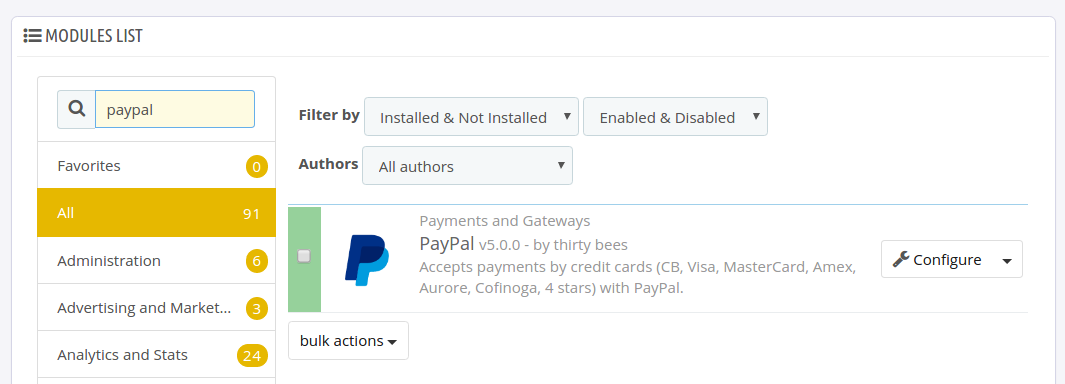 MODULES LIST
paypal
Favorites 0
All 91
Administration 6
Advertising and Market... 3
Analytics and Stats 24
Filter by Installed & Not Installed Enabled & Disabled
Authors All authors
Payments and Gateways
PayPal v5.0.0 - by thirty bees
Accepts payments by credit cards (CB, Visa, MasterCard, Amex,
Aurore, Cofinoga, 4 stars) with PayPal.
Configure
bulk actions